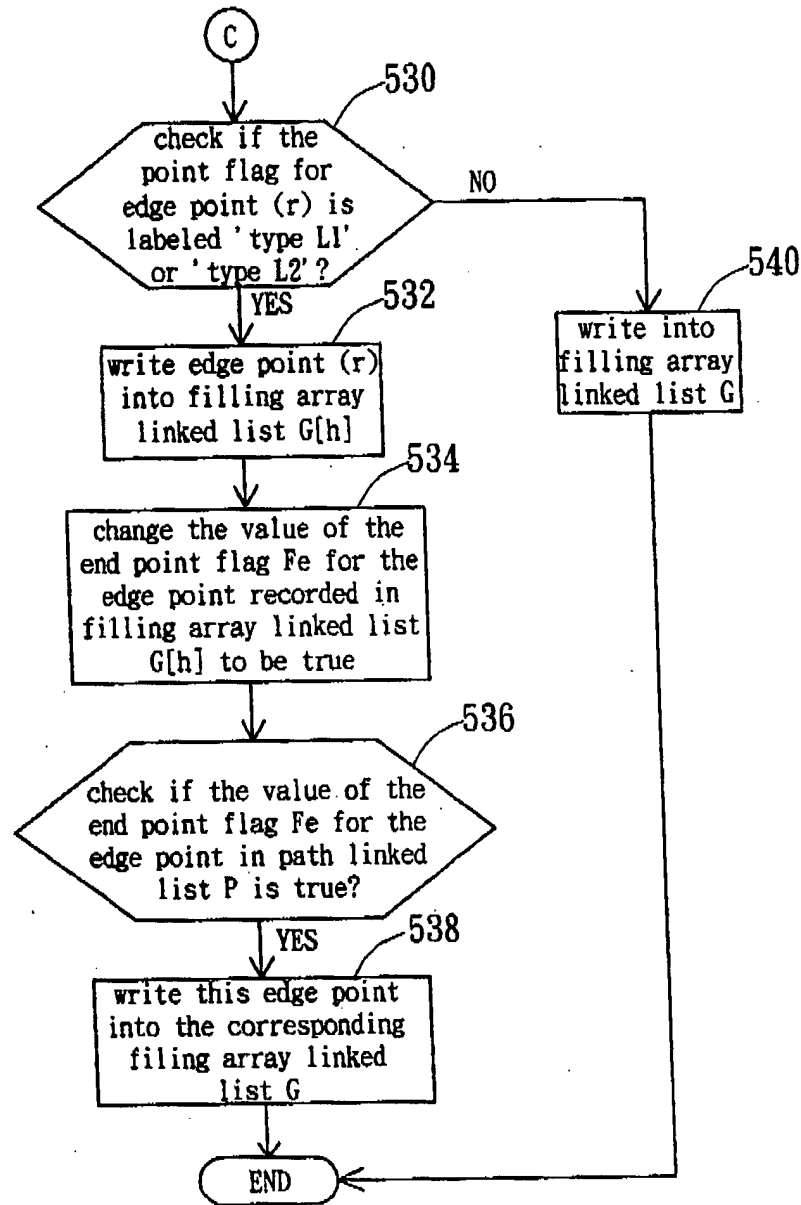 C
530
check if the
point flag for
edge point (r) is
labeled 'type L1'
or 'type L2'?
NO
YES
532
540
write edge point (r)
into filling array
linked list G[h]
write into
filling array
linked list G
534
change the value of the
end point flag Fe for the
edge point recorded in
filling array linked list
G[h] to be true
536
check if the value of the
end point flag Fe for the
edge point in path linked
list P is true?
YES
538
write this edge point
into the corresponding
filing array linked
list G
END